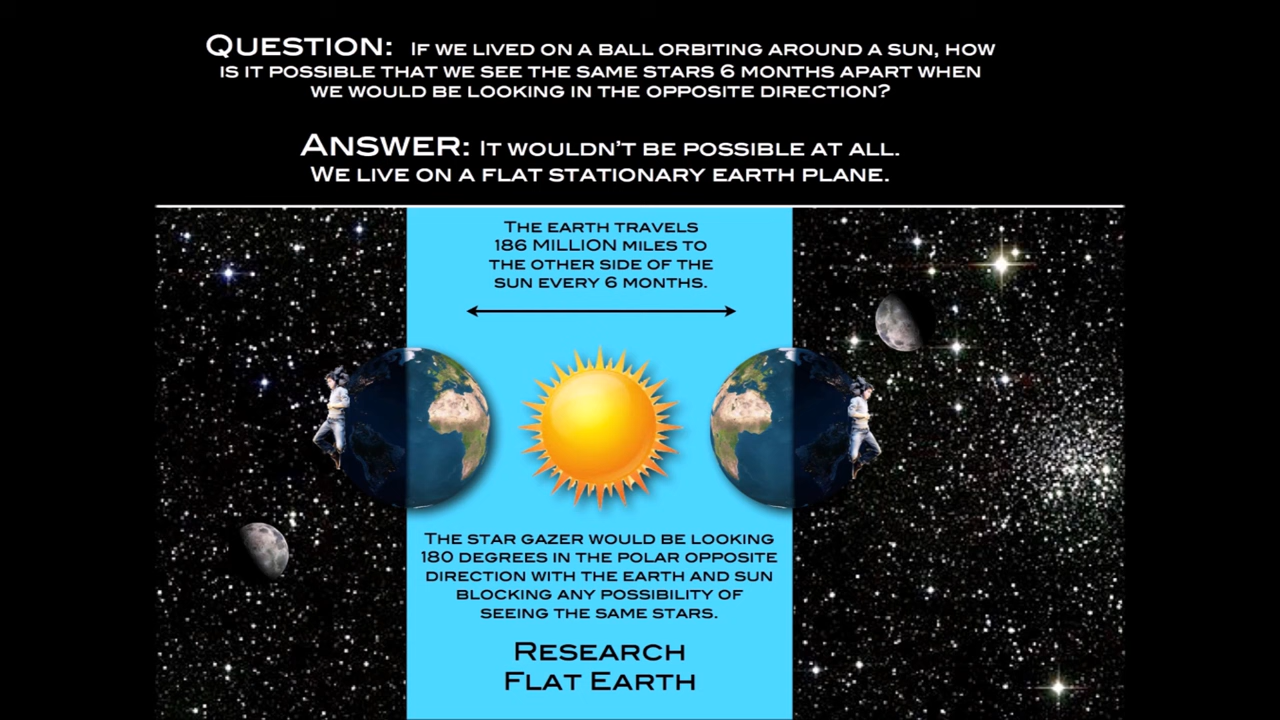 QUESTION: IF WE LIVED ON A BALL ORBITING AROUND A SUN, HOW
IS IT POSSIBLE THAT WE SEE THE SAME STARS 6 MONTHS APART WHEN
WE WOULD BE LOOKING IN THE OPPOSITE DIRECTION?
ANSWER: IT WOULDN'T BE POSSIBLE AT ALL.
WE LIVE ON A FLAT STATIONARY EARTH PLANE.
THE EARTH TRAVELS
186 MILLION MILES TO
THE OTHER SIDE OF THE
SUN EVERY 6 MONTHS.
THE STAR GAZER WOULD BE LOOKING
180 DEGREES IN THE POLAR OPPOSITE
DIRECTION WITH THE EARTH AND SUN
BLOCKING ANY POSSIBILITY OF
SEEING THE SAME STARS.
RESEARCH
FLAT EARTH